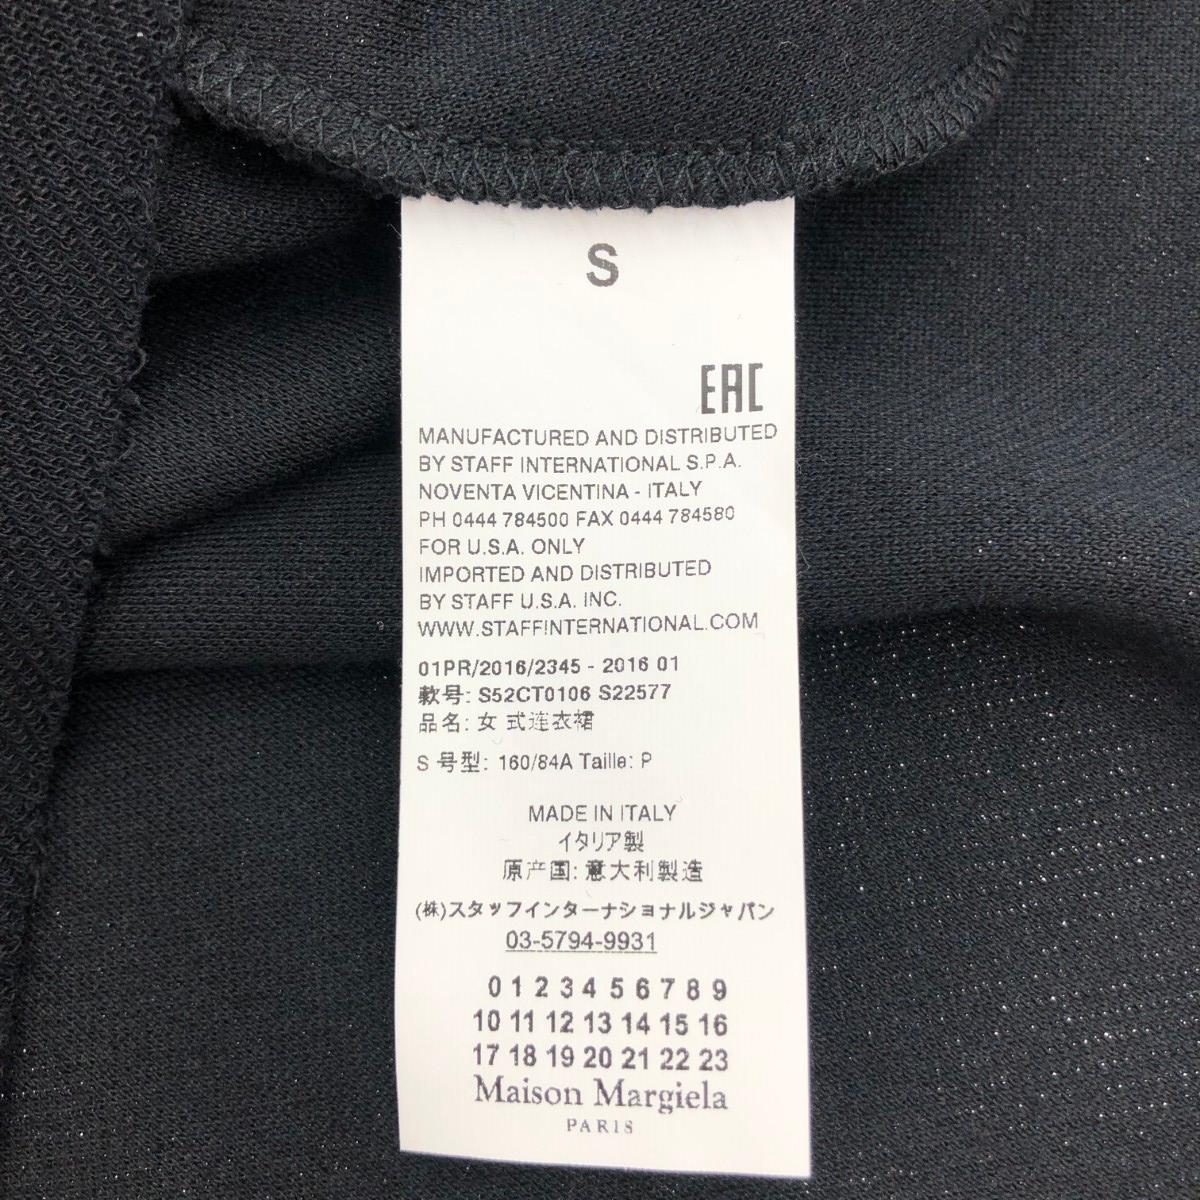 S
EAC
MANUFACTURED AND DISTRIBUTED
BY STAFF INTERNATIONAL S.P.A.
NOVENTA VICENTINA - ITALY
PH 0444 784500 FAX 0444 784580
FOR U.S.A. ONLY
IMPORTED AND DISTRIBUTED
BY STAFF U.S.A. INC.
WWW.STAFFINTERNATIONAL.COM
01PR/2016/2345 - 2016 01
款号: S52CT0106 S22577
品名: 女 式连衣裙
S 号型: 160/84A Taille: P
MADE IN ITALY
イタリア製
原产国: 意大利製造
(株)スタッフインターナショナルジャパン
03-5794-9931
0 1 2 3 4 5 6 7 8 9
10 11 12 13 14 15 16
17 18 19 20 21 22 23
Maison Margiela
PARIS